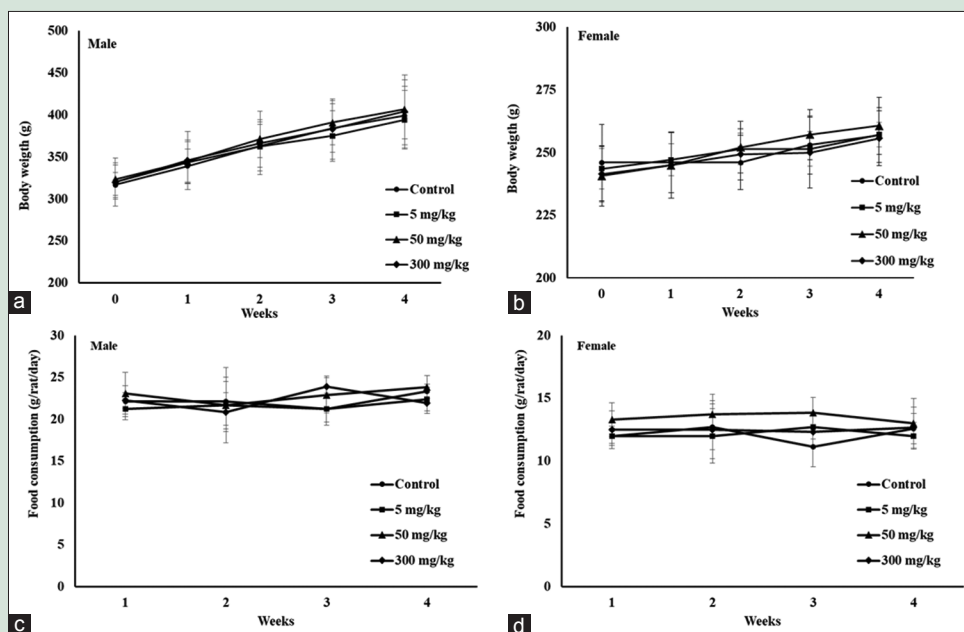 500
Male
450
400
350
300
250
200
Body weigth (g)
0 1 2 3 4
Weeks
Control
5 mg/kg
50 mg/kg
300 mg/kg
a
300
Female
275
250
225
200
Body weigth (g)
0 1 2 3 4
Weeks
Control
5 mg/kg
50 mg/kg
300 mg/kg
b
30
Male
25
20
15
10
5
0
Food consumption (g/rat/day)
1 2 3 4
Weeks
Control
5 mg/kg
50 mg/kg
300 mg/kg
c
20
Female
15
10
5
0
Food consumption (g/rat/day)
1 2 3 4
Weeks
Control
5 mg/kg
50 mg/kg
300 mg/kg
d